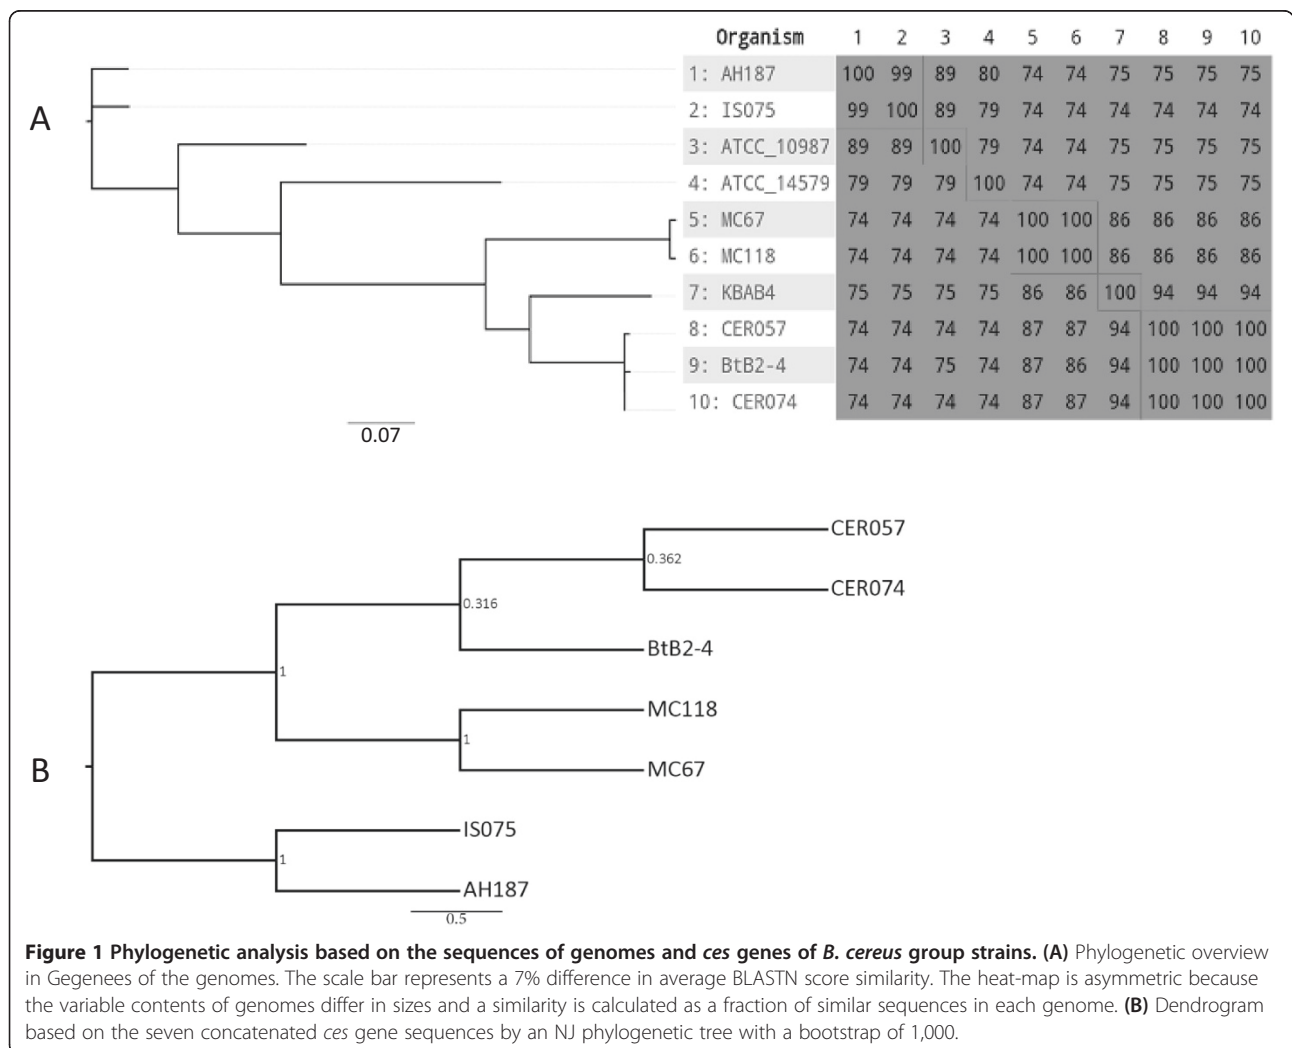 Organism 1 2 3 4 5 6 7 8 9 10
A
1: AH187 100 99 89 80 74 74 75 75 75 75
2: IS075 99 100 89 79 74 74 74 74 74 74
3: ATCC_10987 89 89 100 79 74 74 75 75 75 75
4: ATCC_14579 79 79 79 100 74 74 75 75 75 75
5: MC67 74 74 74 74 100 100 86 86 86 86
6: MC118 74 74 74 74 100 100 86 86 86 86
7: KBAB4 75 75 75 75 86 86 100 94 94 94
8: CER057 74 74 74 74 87 87 94 100 100 100
9: BtB2-4 74 74 75 74 87 86 94 100 100 100
10: CER074 74 74 74 74 87 87 94 100 100 100
0.07
CER057
0.362
CER074
0.316
BtB2-4
1
MC118
1
B
MC67
IS075
1
AH187
0.5
Figure 1 Phylogenetic analysis based on the sequences of genomes and ces genes of B. cereus group strains. (A) Phylogenetic overview
in Gegenees of the genomes. The scale bar represents a 7% difference in average BLASTN score similarity. The heat-map is asymmetric because
the variable contents of genomes differ in sizes and a similarity is calculated as a fraction of similar sequences in each genome. (B) Dendrogram
based on the seven concatenated ces gene sequences by an NJ phylogenetic tree with a bootstrap of 1,000.